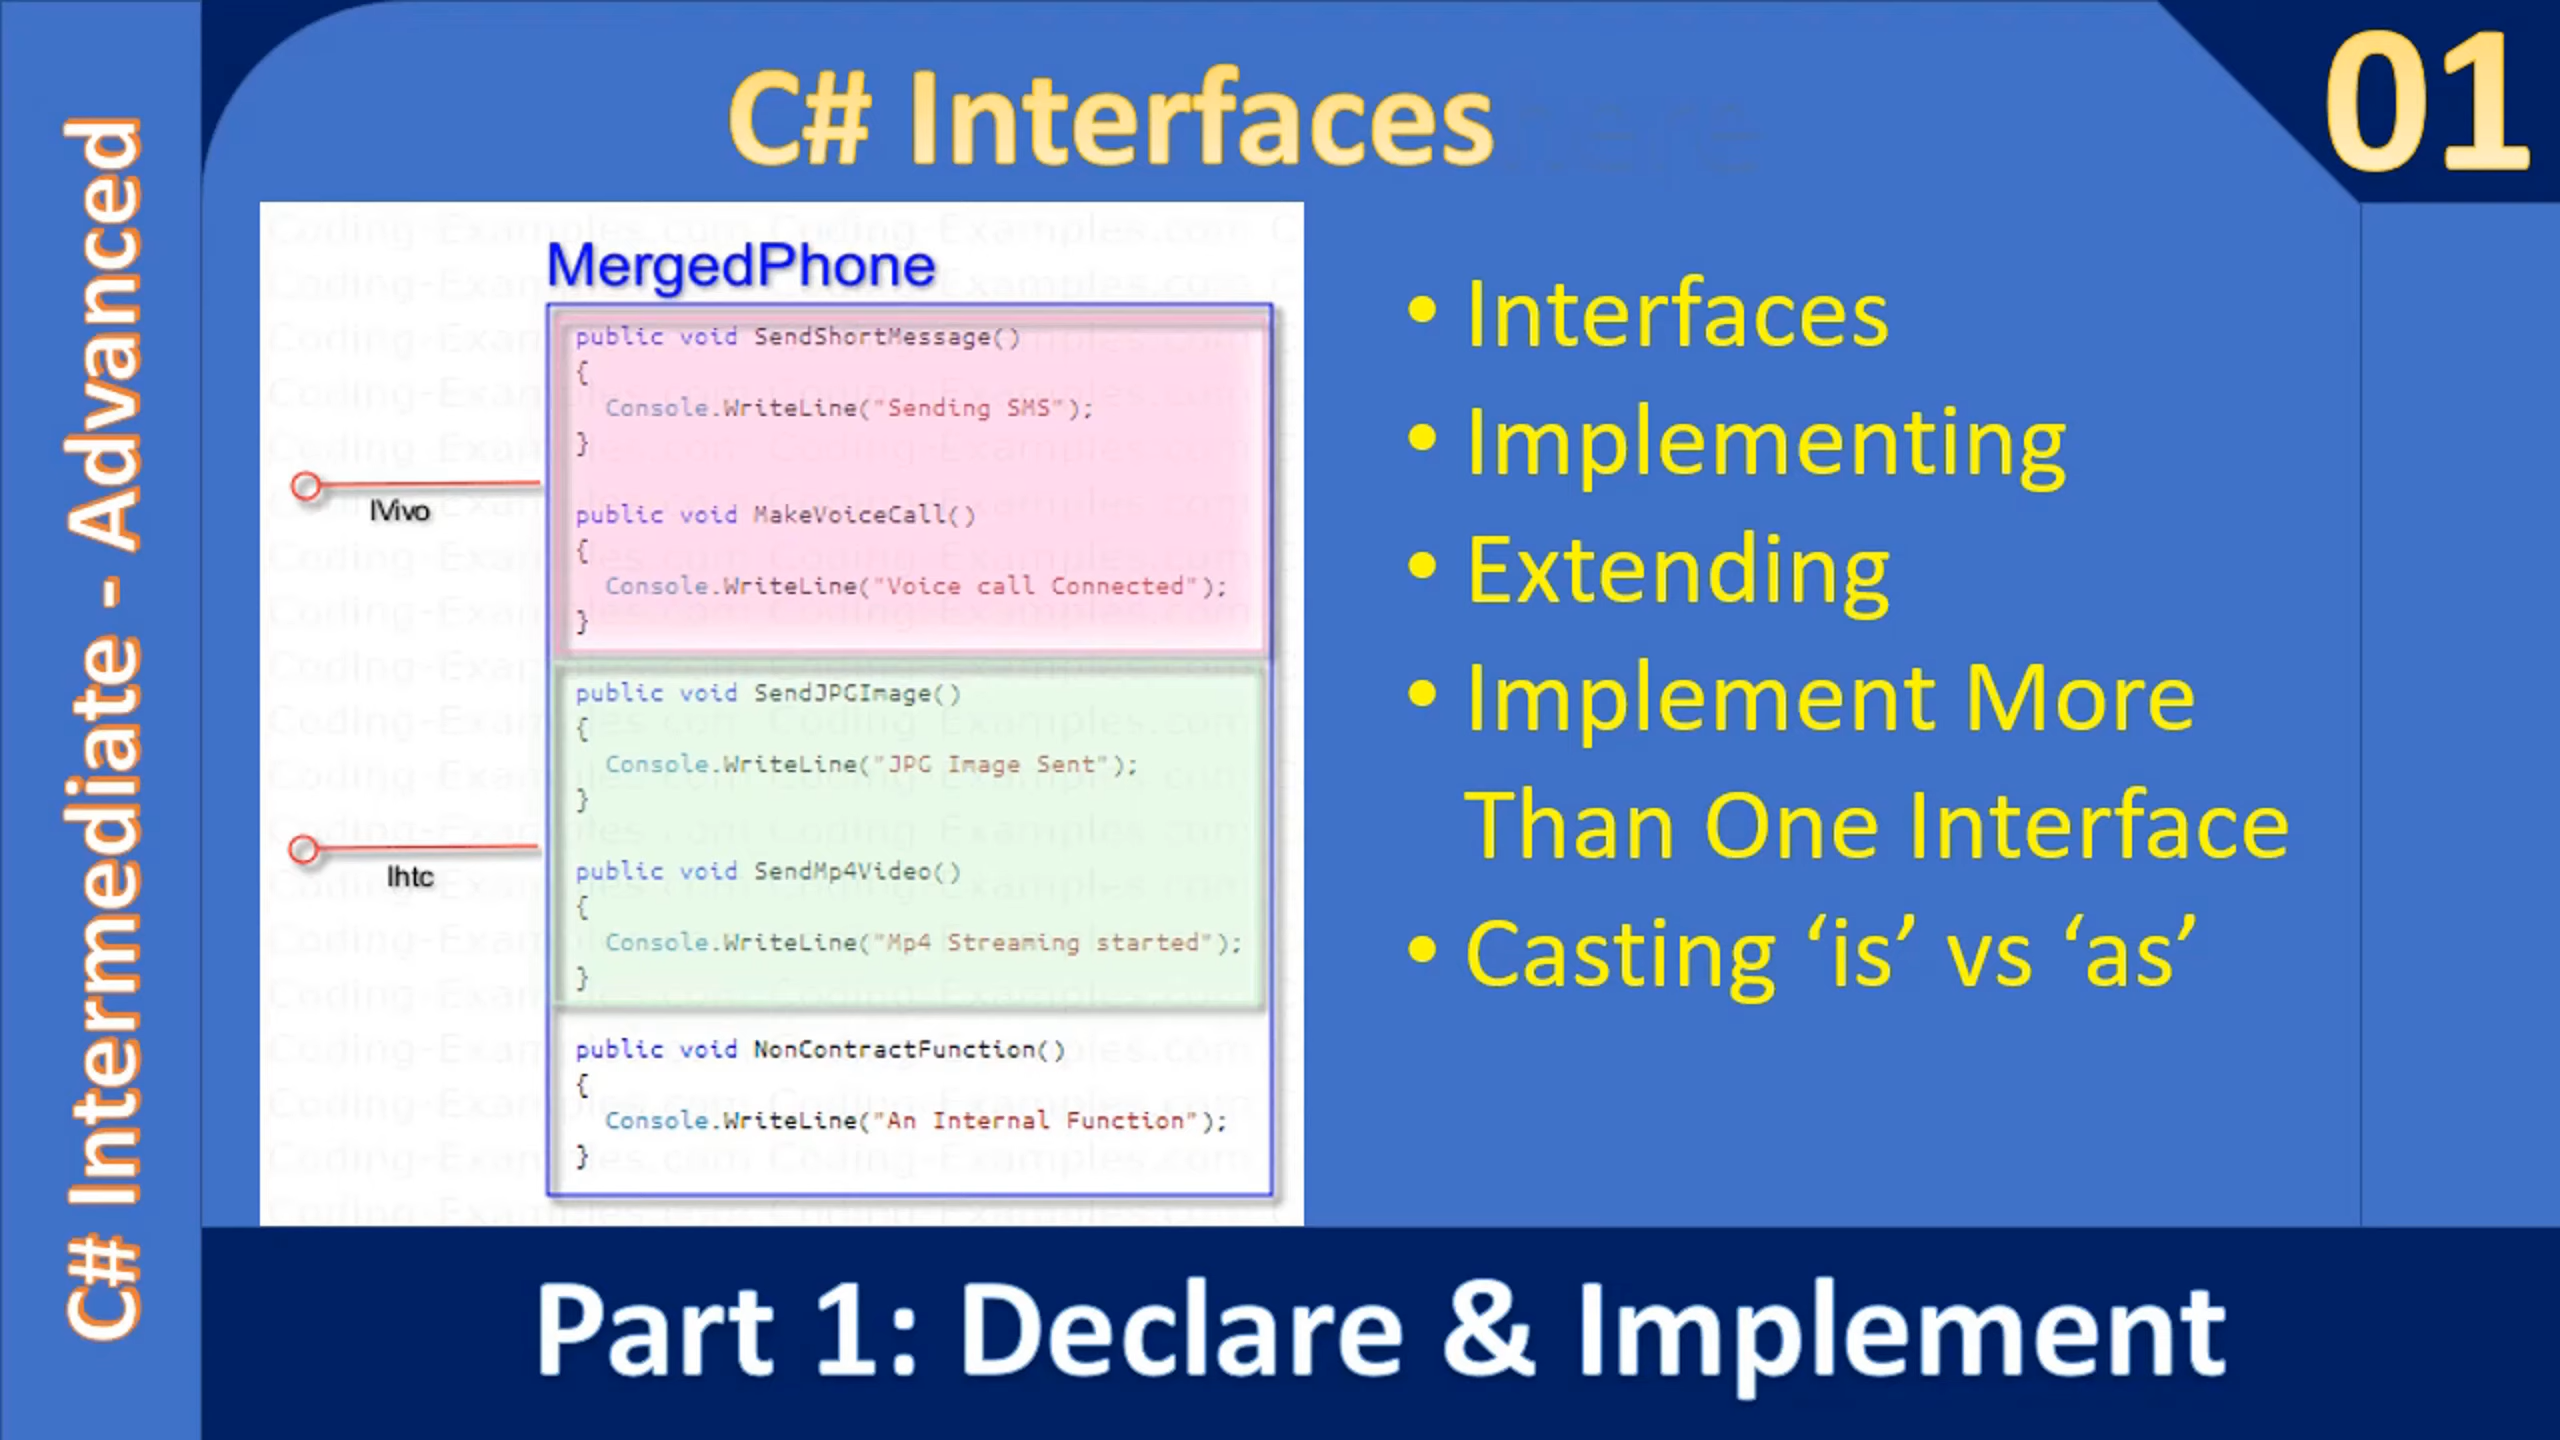 C# Interfaces
01
C# Intermediate - Advanced
MergedPhone
public void SendShortMessage()
{
Console.WriteLine("Sending SMS");
}
IVivo
public void MakeVoiceCall()
{
Console.WriteLine("Voice call Connected");
}
public void SendJPGImage()
{
Console.WriteLine("JPG Image Sent");
}
Ihtc
public void SendMp4Video()
{
Console.WriteLine("Mp4 Streaming started");
}
public void NonContractFunction()
{
Console.WriteLine("An Internal Function");
}
• Interfaces
• Implementing
• Extending
• Implement More
Than One Interface
• Casting ‘is’ vs ‘as’
Part 1: Declare & Implement